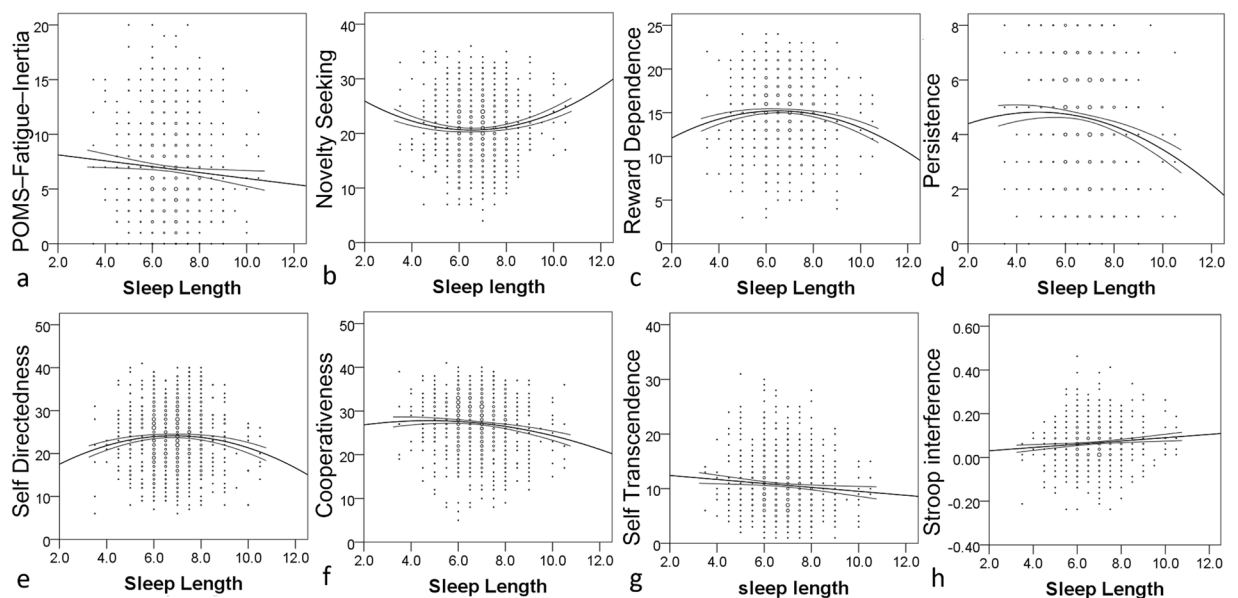 POMS–Fatigue–Inertia
20
15
10
5
0
2.0 4.0 6.0 8.0 10.0 12.0
a
Sleep Length
Novelty Seeking
40
30
20
10
0
2.0 4.0 6.0 8.0 10.0 12.0
b
Sleep length
Reward Dependence
25
20
15
10
5
0
2.0 4.0 6.0 8.0 10.0 12.0
c
Sleep Length
Persistence
8
6
4
2
0
2.0 4.0 6.0 8.0 10.0 12.0
d
Sleep Length
Self Directedness
50
40
30
20
10
0
2.0 4.0 6.0 8.0 10.0 12.0
e
Sleep Length
Cooperativeness
50
40
30
20
10
0
2.0 4.0 6.0 8.0 10.0 12.0
f
Sleep Length
Self Transcendence
40
30
20
10
0
2.0 4.0 6.0 8.0 10.0 12.0
g
sleep length
Stroop interference
0.60
0.40
0.20
0.00
-0.20
-0.40
2.0 4.0 6.0 8.0 10.0 12.0
h
Sleep Length